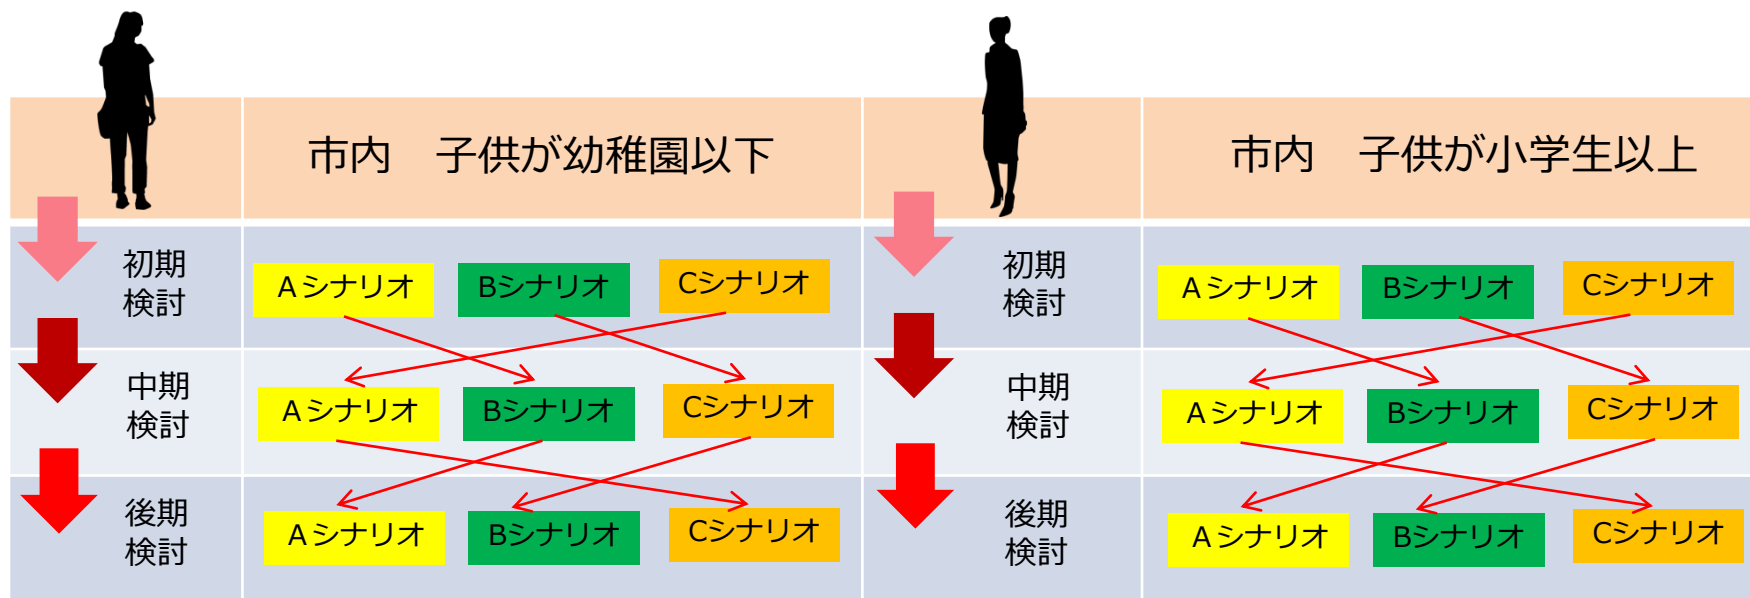 市内　子供が幼稚園以下
市内　子供が小学生以上
初期
検討
Aシナリオ
Bシナリオ
Cシナリオ
初期
検討
Aシナリオ
Bシナリオ
Cシナリオ
中期
検討
Aシナリオ
Bシナリオ
Cシナリオ
中期
検討
Aシナリオ
Bシナリオ
Cシナリオ
後期
検討
Aシナリオ
Bシナリオ
Cシナリオ
後期
検討
Aシナリオ
Bシナリオ
Cシナリオ